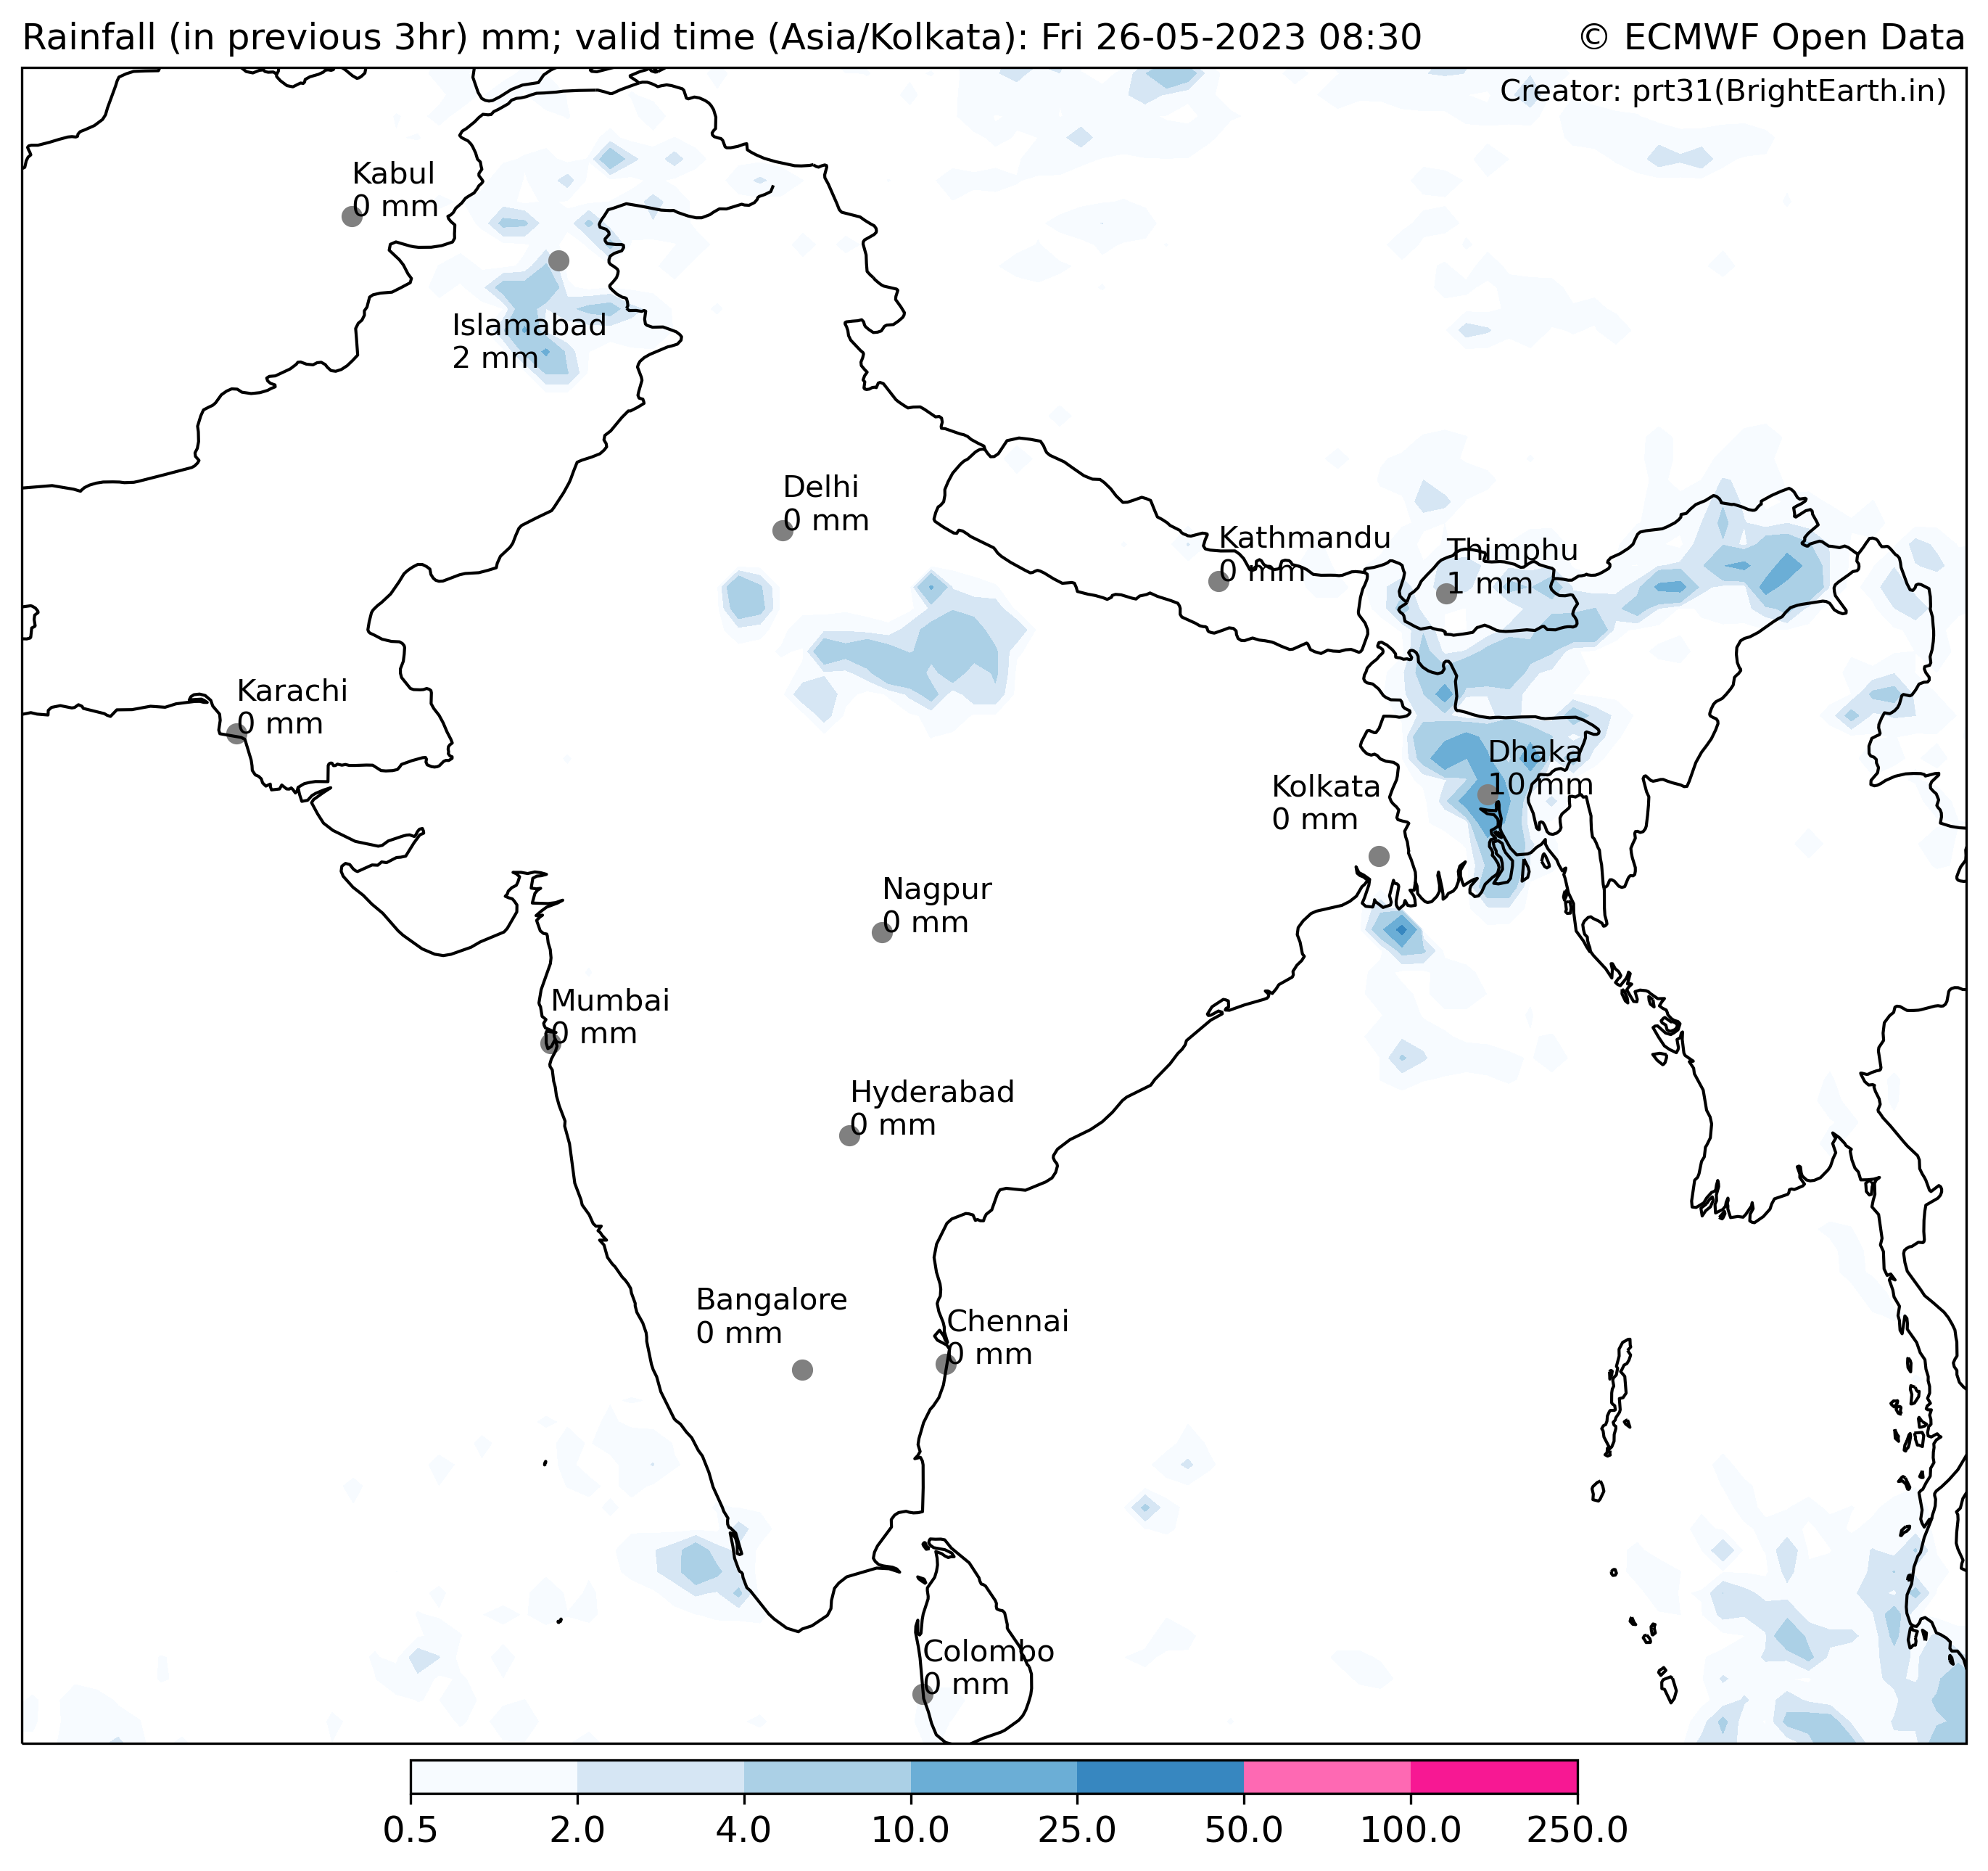 Rainfall (in previous 3hr) mm; valid time (Asia/Kolkata): Fri 26-05-2023 08:30
© ECMWF Open Data
Creator: prt31(BrightEarth.in)
Kabul
0 mm
Islamabad
2 mm
Delhi
0 mm
Kathmandu
0 mm
Thimphu
1 mm
Karachi
0 mm
Dhaka
10 mm
Kolkata
0 mm
Nagpur
0 mm
Mumbai
0 mm
Hyderabad
0 mm
Bangalore
0 mm
Chennai
0 mm
Colombo
0 mm
0.5 2.0 4.0 10.0 25.0 50.0 100.0 250.0